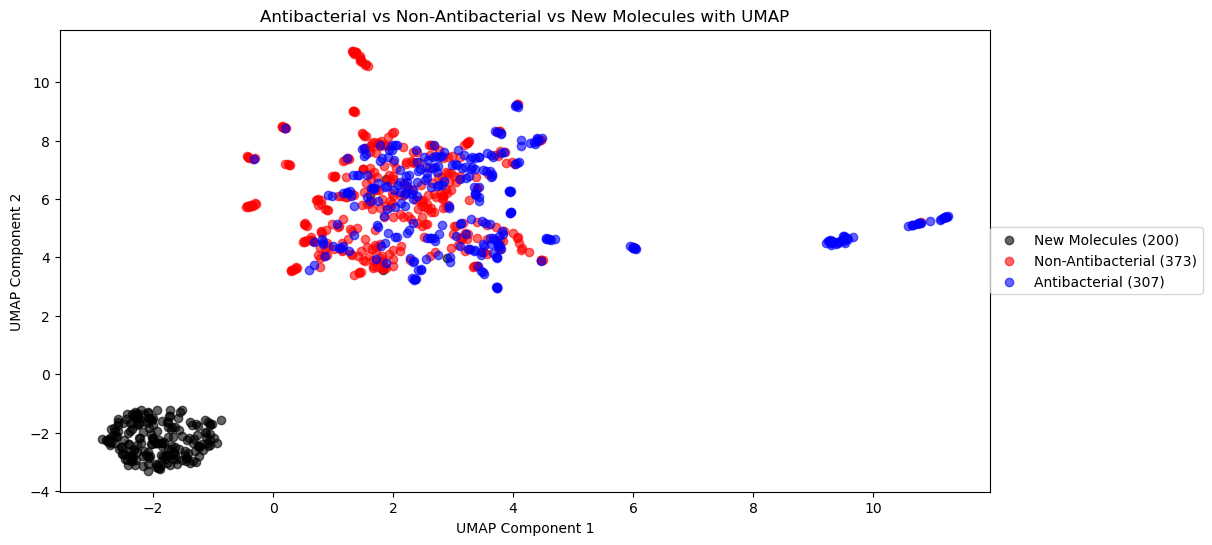 Antibacterial vs Non-Antibacterial vs New Molecules with UMAP
UMAP Component 2
10
8
6
4
2
0
−2
−4
−2
0
2
4
6
8
10
UMAP Component 1
New Molecules (200)
Non-Antibacterial (373)
Antibacterial (307)